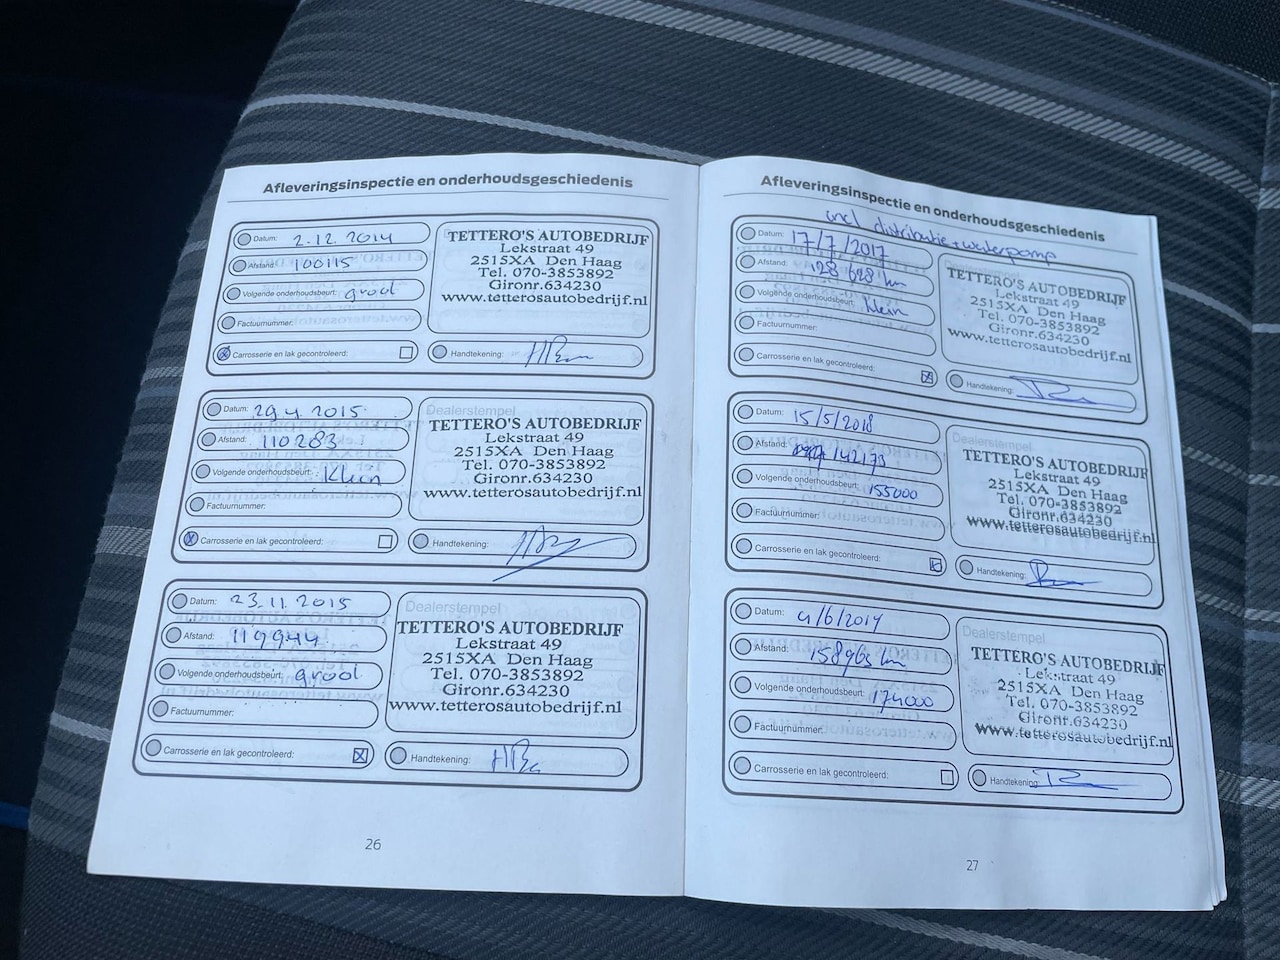 Afleveringsinspectie en onderhoudsgeschiedenis
Datum: 2.12.2014
Afstand: 100115
Volgende onderhoudsbeurt: groot
Factuurnummer:
Carrosserie en lak gecontroleerd:
TETTERO'S AUTOBEDRIJF
Lekstraat 49
2515XA Den Haag
Tel. 070-3853892
Gironr.634230
www.tetterosautobedrijf.nl
Handtekening:
Datum: 29.4.2015
Afstand: 110283
Volgende onderhoudsbeurt: Klein
Factuurnummer:
Carrosserie en lak gecontroleerd:
Dealerstempel
TETTERO'S AUTOBEDRIJF
Lekstraat 49
2515XA Den Haag
Tel. 070-3853892
Gironr.634230
www.tetterosautobedrijf.nl
Handtekening:
Datum: 23.11.2015
Afstand: 119944
Volgende onderhoudsbeurt: groot
Factuurnummer:
Carrosserie en lak gecontroleerd:
Dealerstempel
TETTERO'S AUTOBEDRIJF
Lekstraat 49
2515XA Den Haag
Tel. 070-3853892
Gironr.634230
www.tetterosautobedrijf.nl
Handtekening:
26
Afleveringsinspectie en onderhoudsgeschiedenis
incl distributie + waterpomp
Datum: 17/7/2017
Afstand: 128628 km
Volgende onderhoudsbeurt: klein
Factuurnummer:
Carrosserie en lak gecontroleerd:
Dealerstempel
TETTERO'S AUTOBEDRIJF
Lekstraat 49
2515XA Den Haag
Tel. 070-3853892
Gironr.634230
www.tetterosautobedrijf.nl
Handtekening:
Datum: 15/5/2018
Afstand: 142173
Volgende onderhoudsbeurt: 155000
Factuurnummer:
Carrosserie en lak gecontroleerd:
Dealerstempel
TETTERO'S AUTOBEDRIJF
Lekstraat 49
2515XA Den Haag
Tel. 070-3853892
Gironr.634230
www.tetterosautobedrijf.nl
Handtekening:
Datum: 4/6/2019
Afstand: km
Volgende onderhoudsbeurt: 174000
Factuurnummer:
Carrosserie en lak gecontroleerd:
Dealerstempel
TETTERO'S AUTOBEDRIJF
Lekstraat 49
2515XA Den Haag
Tel. 070-3853892
Gironr.634230
www.tetterosautobedrijf.nl
Handtekening:
27